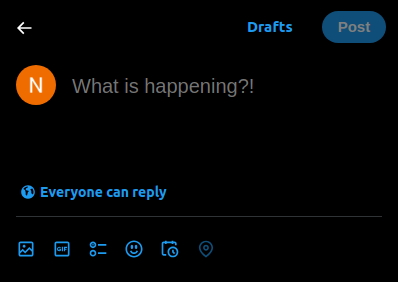 Drafts
Post
N
What is happening?!
Everyone can reply
GIF